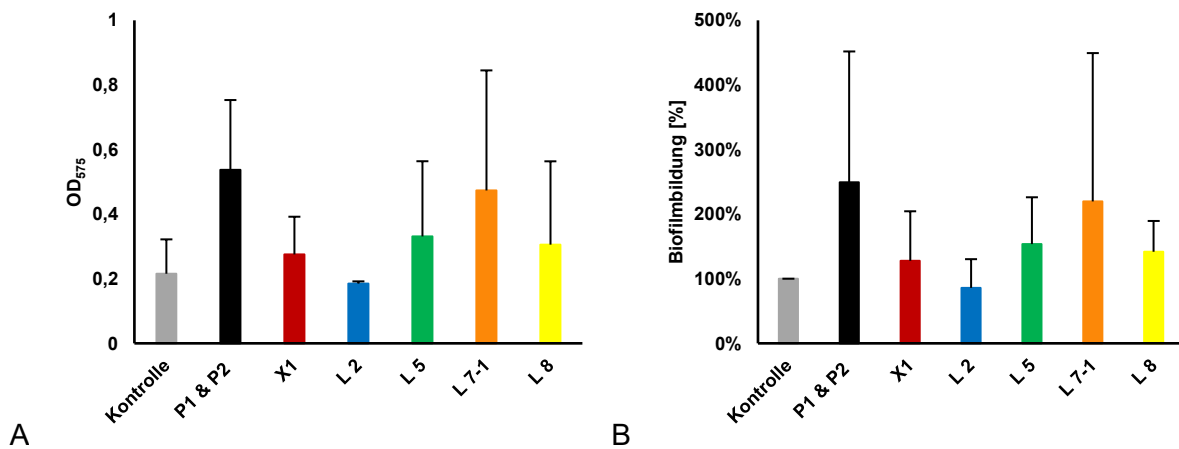 1
0,8
0,6
0,4
0,2
0
OD575
Kontrolle
P1 & P2
X1
L 2
L 5
L 7-1
L 8
A
500%
400%
300%
200%
100%
0%
Biofilmbildung [%]
Kontrolle
P1 & P2
X1
L 2
L 5
L 7-1
L 8
B